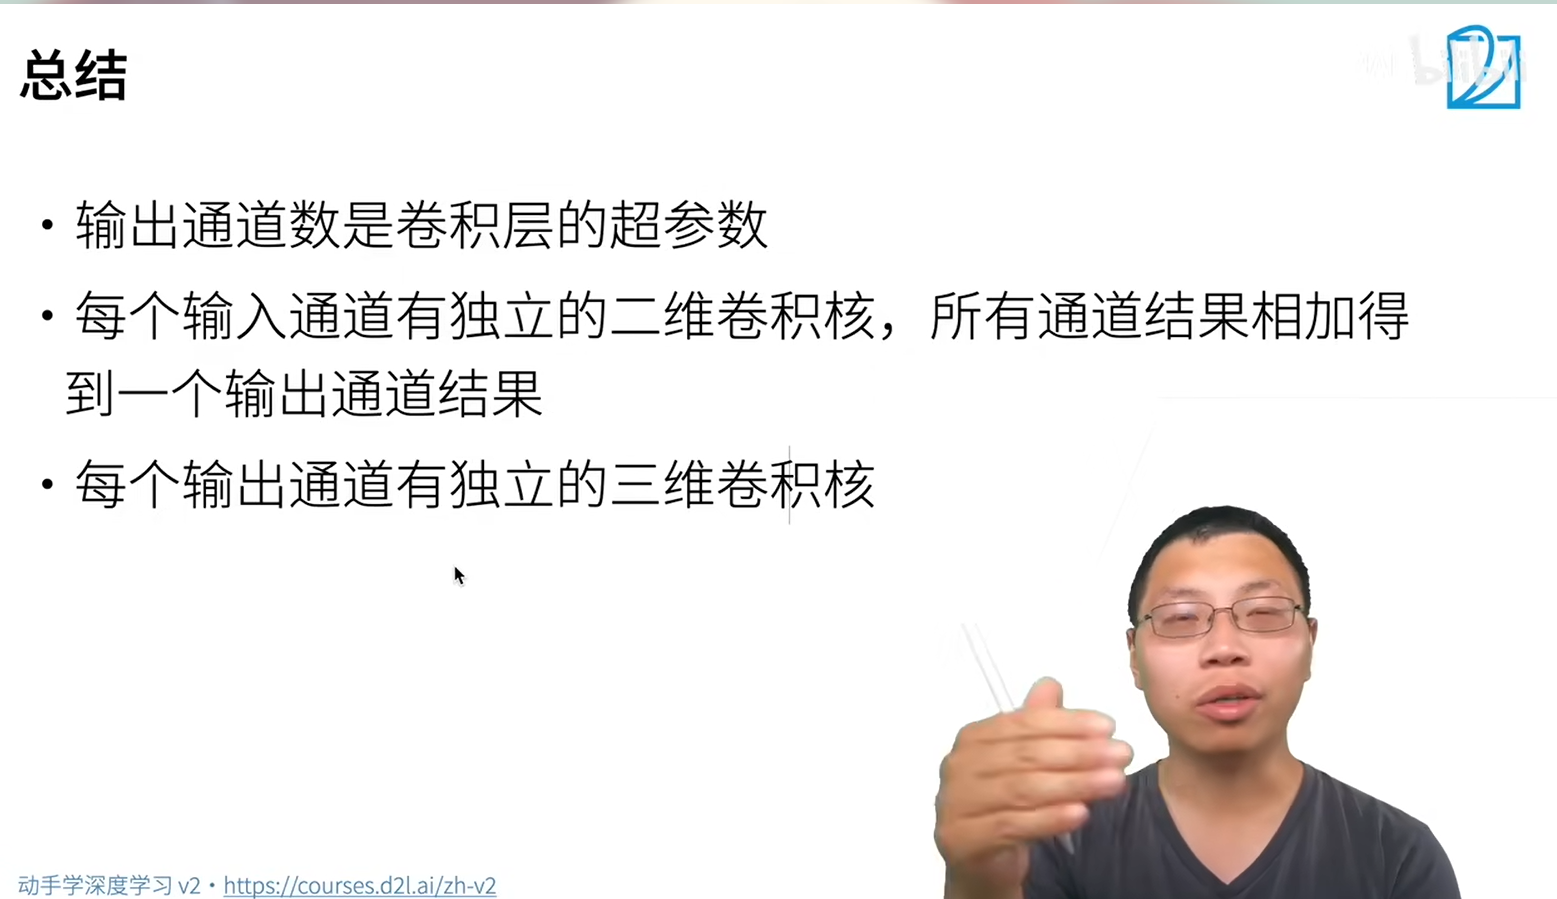 总结
bilibili
• 输出通道数是卷积层的超参数
• 每个输入通道有独立的二维卷积核，所有通道结果相加得
到一个输出通道结果
• 每个输出通道有独立的三维卷积核
动手学深度学习 v2 • https://courses.d2l.ai/zh-v2